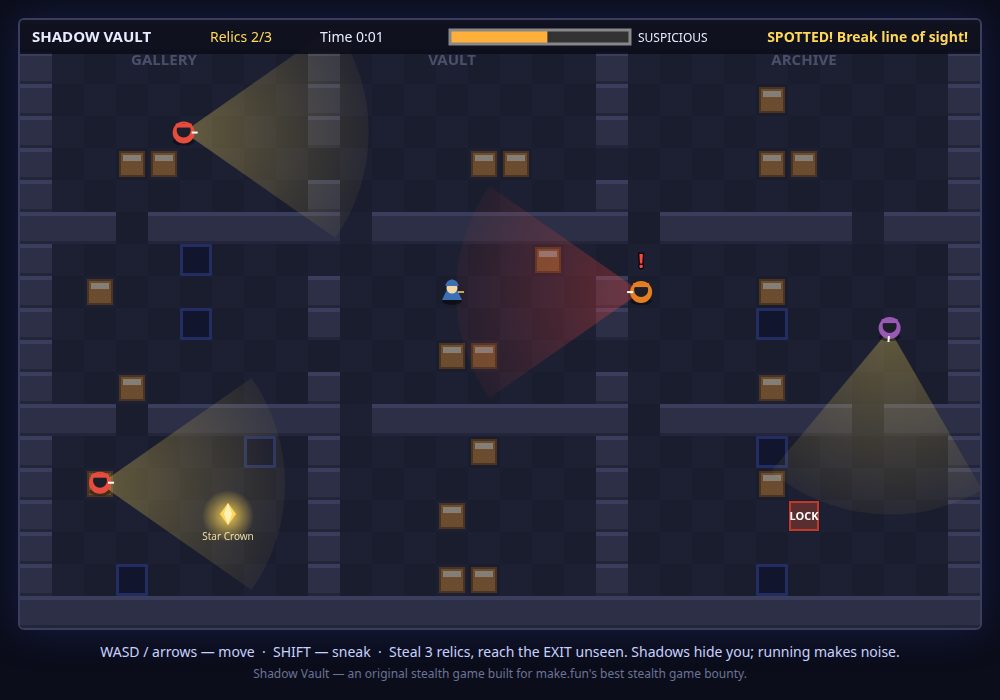 SHADOW VAULT Relics 2/3 Time 0:01 SUSPICIOUS SPOTTED! Break line of sight!
GALLERY VAULT ARCHIVE
!
LOCK
Star Crown
WASD / arrows — move · SHIFT — sneak · Steal 3 relics, reach the EXIT unseen. Shadows hide you; running makes noise.
Shadow Vault — an original stealth game built for make.fun's best stealth game bounty.